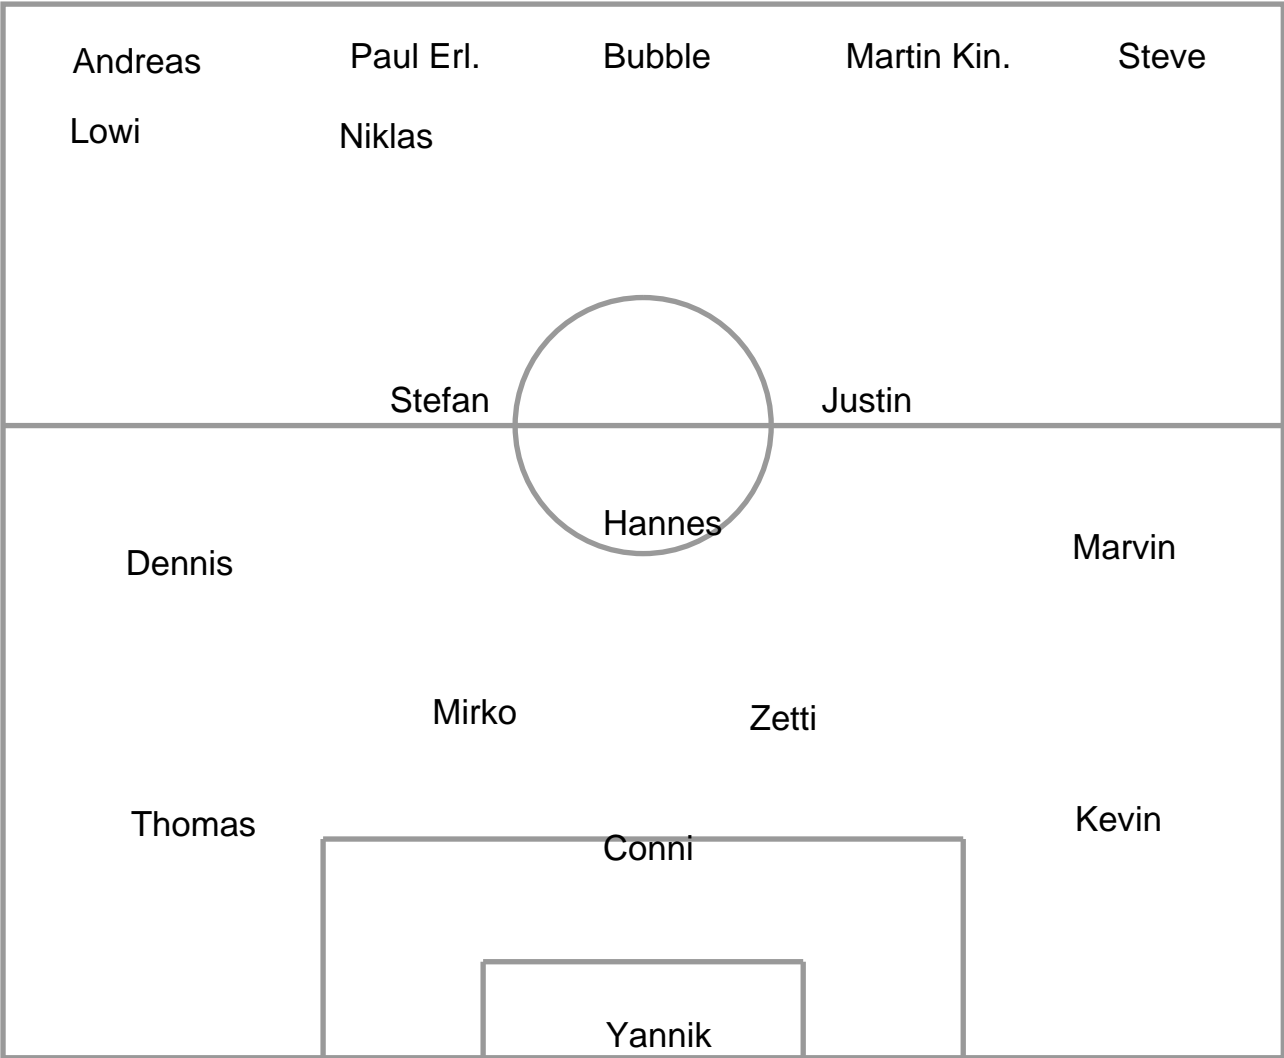 Andreas Paul Erl. Bubble Martin Kin. Steve
Lowi Niklas
Stefan Justin
Hannes
Dennis Marvin
Mirko Zetti
Thomas Conni Kevin
Yannik